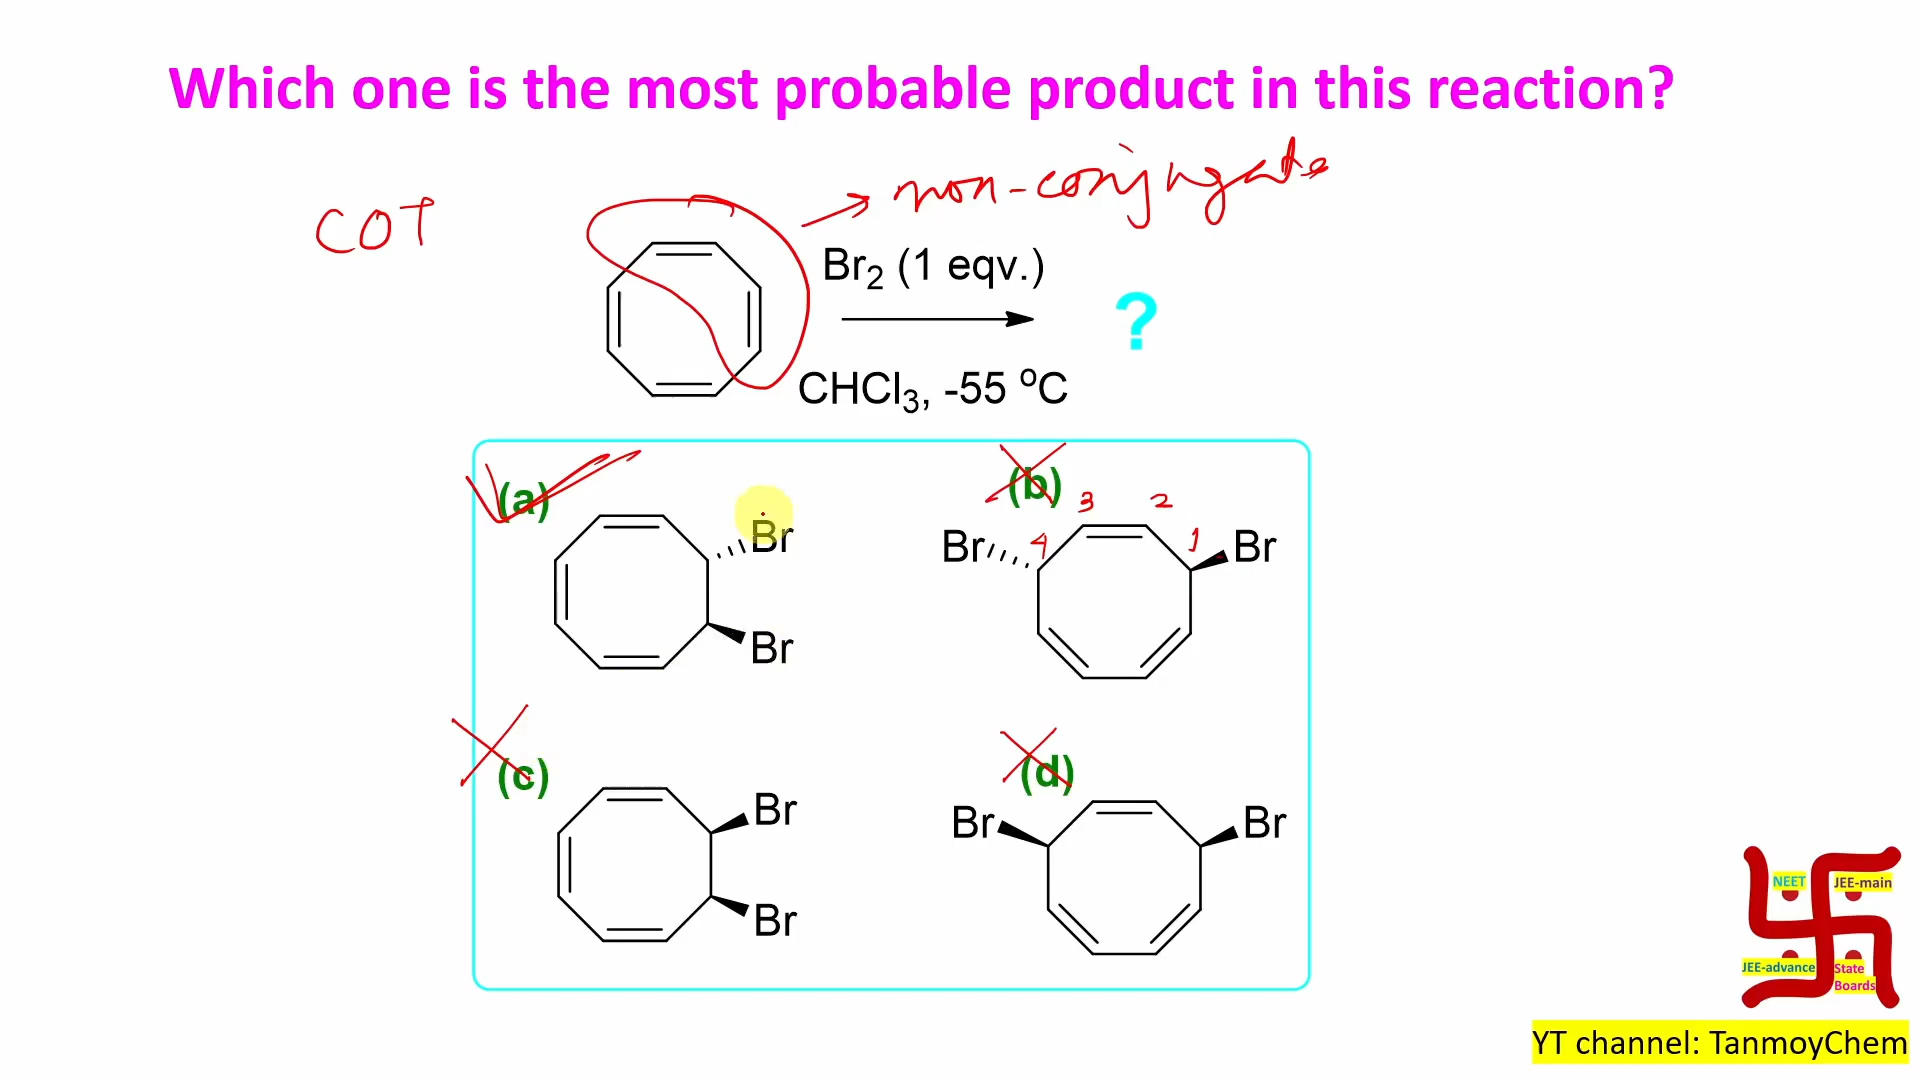 Which one is the most probable product in this reaction?
COT
non-conjugate
Br2 (1 eqv.)
?
CHCl3, -55 oC
(a)
Br
Br
(b)
3 2
Br 4 1 Br
(c)
Br
Br
(d)
Br Br
NEET JEE-main
JEE-advance State
Boards
YT channel: TanmoyChem